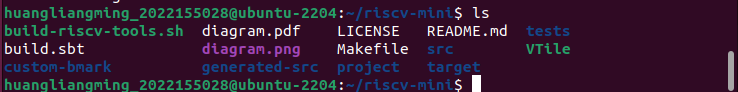 huangliangming_2022155028@ubuntu-2204:~/riscv-mini$ ls
build-riscv-tools.sh diagram.pdf LICENSE README.md tests
build.sbt diagram.png Makefile src VTile
custom-bmark generated-src project target
huangliangming_2022155028@ubuntu-2204:~/riscv-mini$